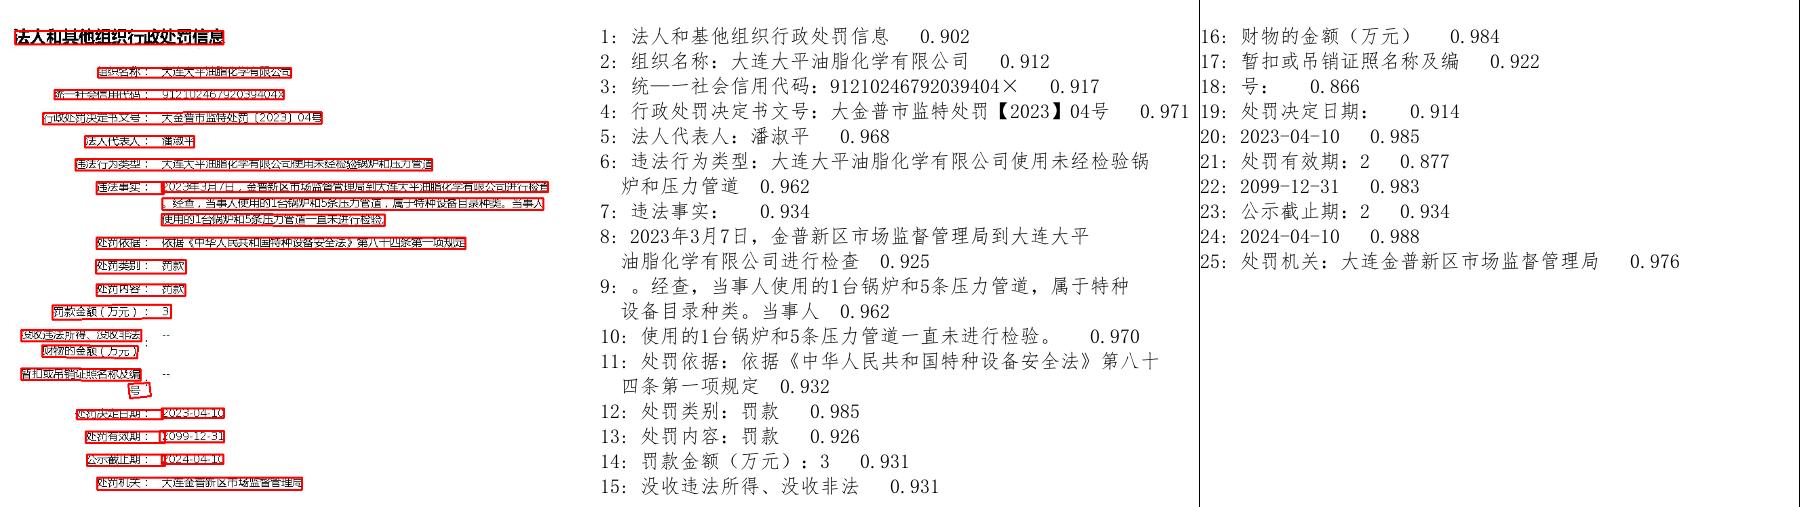 法人和其他组织行政处罚信息
组织名称： 大连大平油脂化学有限公司
统一社会信用代码： 91210246792039404X
行政处罚决定书文号： 大金普市监特处罚〔2023〕04号
法人代表人： 潘淑平
违法行为类型： 大连大平油脂化学有限公司使用未经检验锅炉和压力管道
违法事实： 2023年3月7日，金普新区市场监督管理局到大连大平油脂化学有限公司进行检查
。经查，当事人使用的1台锅炉和5条压力管道，属于特种设备目录种类。当事人
使用的1台锅炉和5条压力管道一直未进行检验。
处罚依据： 依据《中华人民共和国特种设备安全法》第八十四条第一项规定
处罚类别： 罚款
处罚内容： 罚款
罚款金额（万元）： 3
没收违法所得、没收非法
财物的金额（万元）： --
暂扣或吊销证照名称及编
号： --
处罚决定日期： 2023-04-10
处罚有效期： 2099-12-31
公示截止期： 2024-04-10
处罚机关： 大连金普新区市场监督管理局
1: 法人和基他组织行政处罚信息 0.902
2: 组织名称：大连大平油脂化学有限公司 0.912
3: 统—一社会信用代码：91210246792039404× 0.917
4: 行政处罚决定书文号：大金普市监特处罚【2023】04号 0.971
5: 法人代表人：潘淑平 0.968
6: 违法行为类型：大连大平油脂化学有限公司使用未经检验锅
炉和压力管道 0.962
7: 违法事实： 0.934
8: 2023年3月7日，金普新区市场监督管理局到大连大平
油脂化学有限公司进行检查 0.925
9: 。经查，当事人使用的1台锅炉和5条压力管道，属于特种
设备目录种类。当事人 0.962
10: 使用的1台锅炉和5条压力管道一直未进行检验。 0.970
11: 处罚依据：依据《中华人民共和国特种设备安全法》第八十
四条第一项规定 0.932
12: 处罚类别：罚款 0.985
13: 处罚内容：罚款 0.926
14: 罚款金额（万元）：3 0.931
15: 没收违法所得、没收非法 0.931
16: 财物的金额（万元） 0.984
17: 暂扣或吊销证照名称及编 0.922
18: 号： 0.866
19: 处罚决定日期： 0.914
20: 2023-04-10 0.985
21: 处罚有效期：2 0.877
22: 2099-12-31 0.983
23: 公示截止期：2 0.934
24: 2024-04-10 0.988
25: 处罚机关：大连金普新区市场监督管理局 0.976